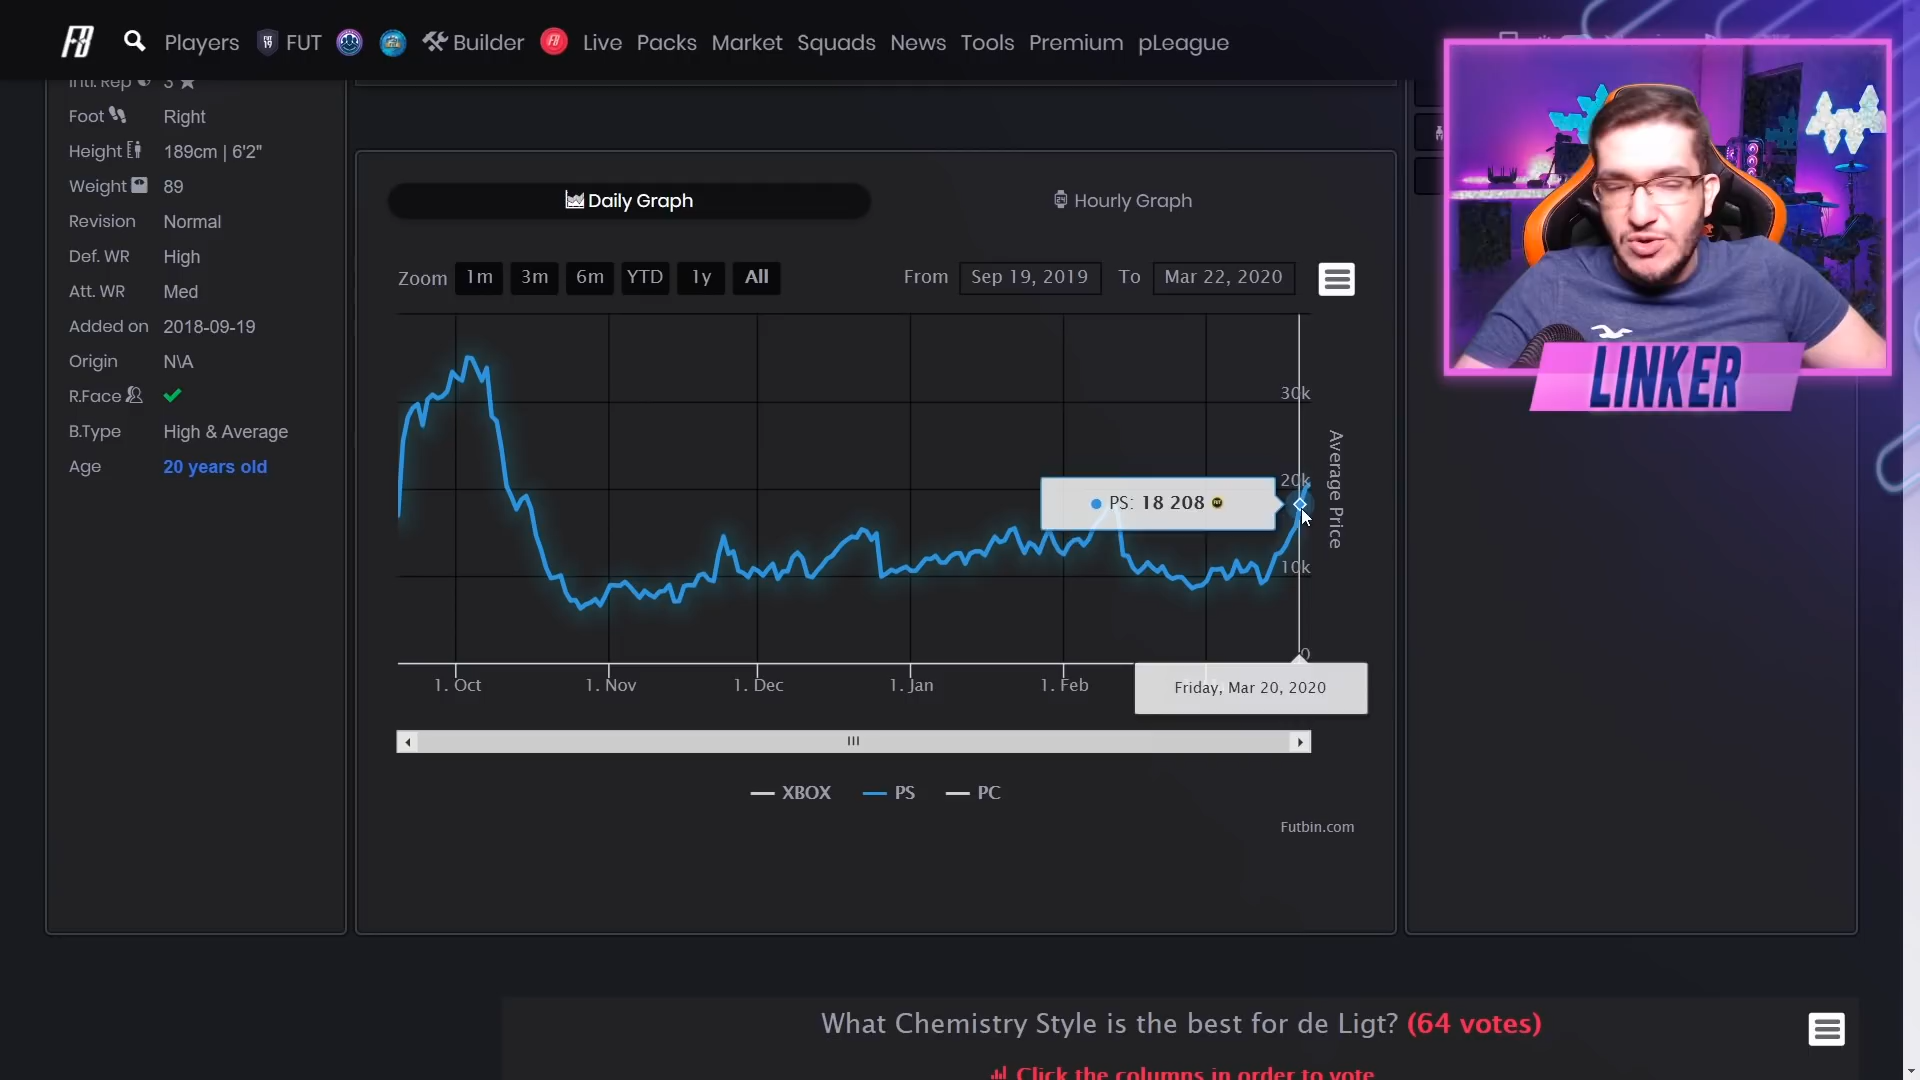 Players FUT Builder Live Packs Market Squads News Tools Premium pLeague
Intl. Rep 3
Foot Right
Height 189cm | 6'2"
Weight 89
Revision Normal
Def. WR High
Att. WR Med
Added on 2018-09-19
Origin N\A
R.Face
B.Type High & Average
Age 20 years old
Daily Graph Hourly Graph
Zoom 1m 3m 6m YTD 1y All From Sep 19, 2019 To Mar 22, 2020
30k
20k
10k
0
Average Price
PS: 18 208
1. Oct 1. Nov 1. Dec 1. Jan 1. Feb
Friday, Mar 20, 2020
XBOX PS PC
Futbin.com
What Chemistry Style is the best for de Ligt? (64 votes)
Click the columns in order to vote
LINKER